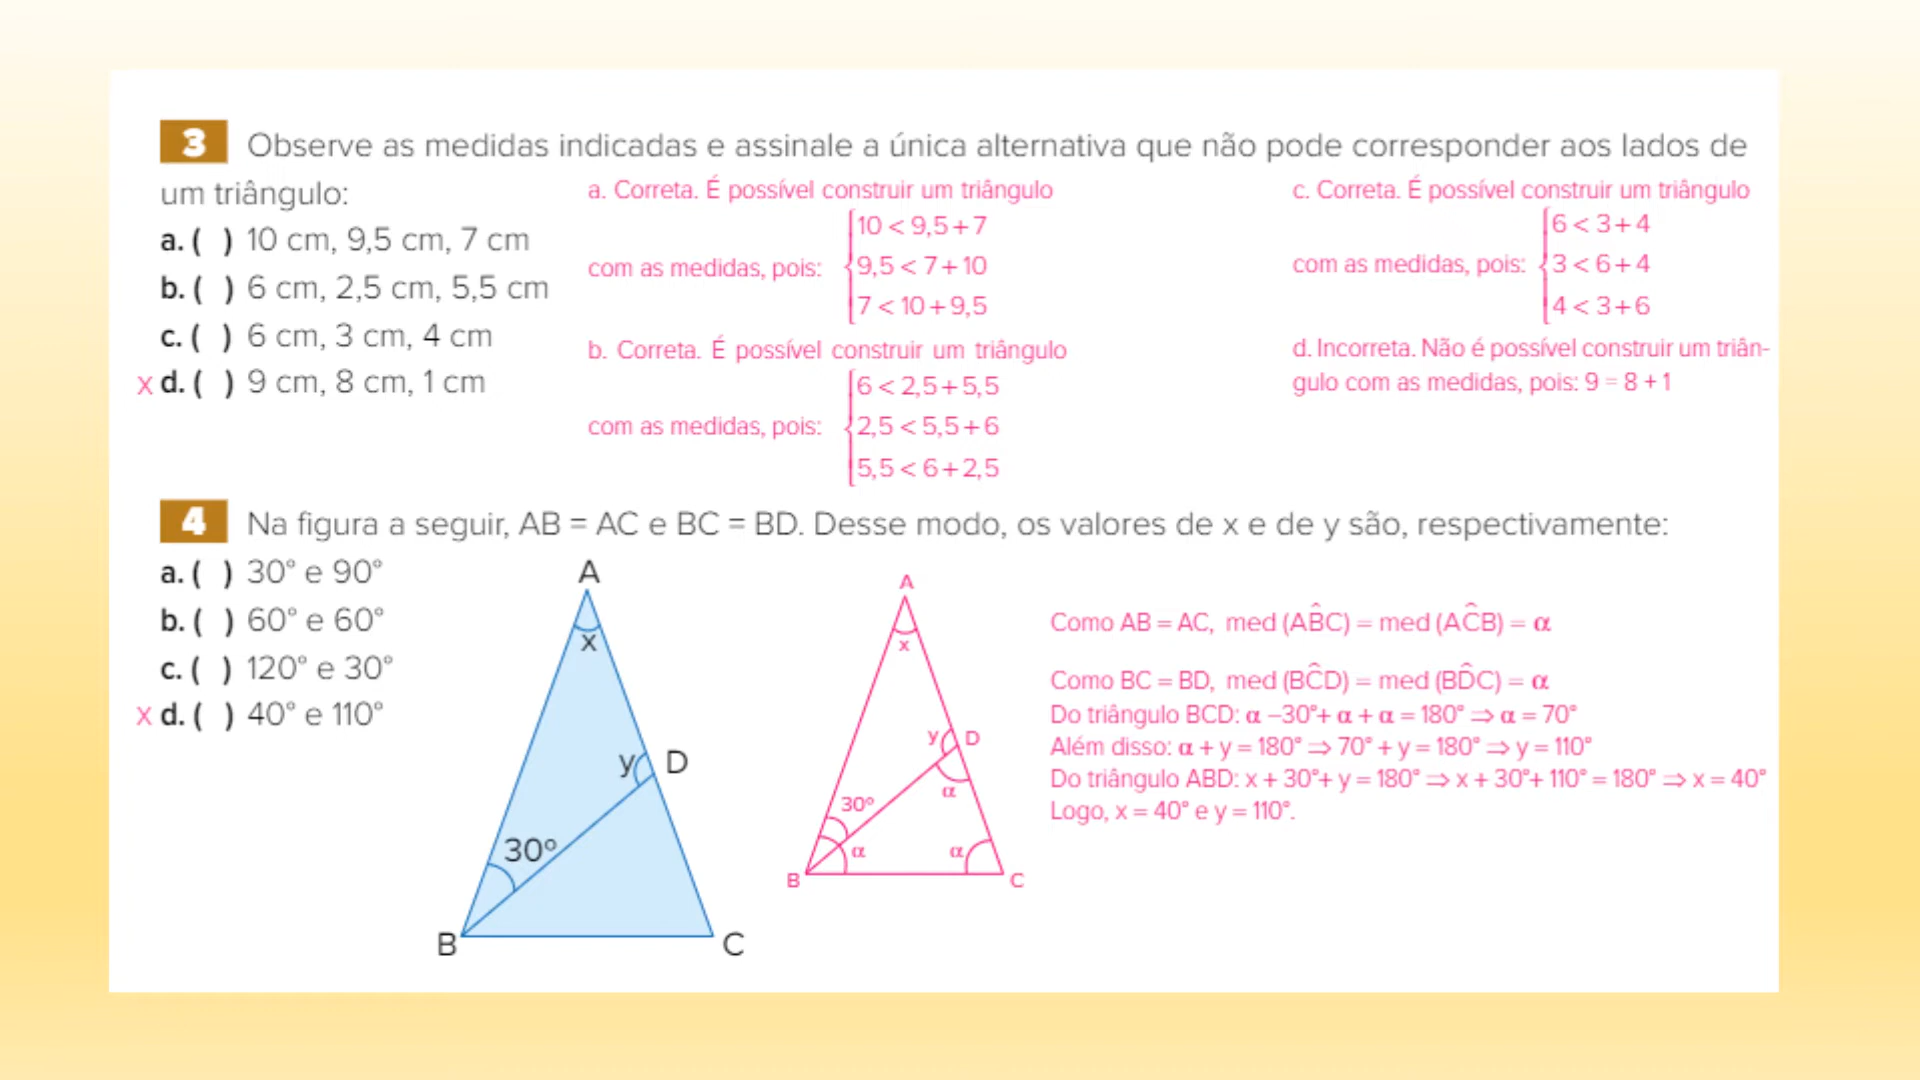 3 Observe as medidas indicadas e assinale a única alternativa que não pode corresponder aos lados de
um triângulo:
a. ( ) 10 cm, 9,5 cm, 7 cm
b. ( ) 6 cm, 2,5 cm, 5,5 cm
c. ( ) 6 cm, 3 cm, 4 cm
x d. ( ) 9 cm, 8 cm, 1 cm
a. Correta. É possível construir um triângulo
com as medidas, pois:
10 < 9,5 + 7
9,5 < 7 + 10
7 < 10 + 9,5
b. Correta. É possível construir um triângulo
com as medidas, pois:
6 < 2,5 + 5,5
2,5 < 5,5 + 6
5,5 < 6 + 2,5
c. Correta. É possível construir um triângulo
com as medidas, pois:
6 < 3 + 4
3 < 6 + 4
4 < 3 + 6
d. Incorreta. Não é possível construir um triân-
gulo com as medidas, pois: 9 = 8 + 1
4 Na figura a seguir, AB = AC e BC = BD. Desse modo, os valores de x e de y são, respectivamente:
a. ( ) 30° e 90°
b. ( ) 60° e 60°
c. ( ) 120° e 30°
x d. ( ) 40° e 110°
A
x
y D
30º
B C
A
x
y D
α
30º
α α
B C
Como AB = AC, med (AB̂C) = med (AĈB) = α
Como BC = BD, med (BĈD) = med (BD̂C) = α
Do triângulo BCD: α –30°+ α + α = 180° ⇒ α = 70°
Além disso: α + y = 180° ⇒ 70° + y = 180° ⇒ y = 110°
Do triângulo ABD: x + 30°+ y = 180° ⇒ x + 30°+ 110° = 180° ⇒ x = 40°
Logo, x = 40° e y = 110°.